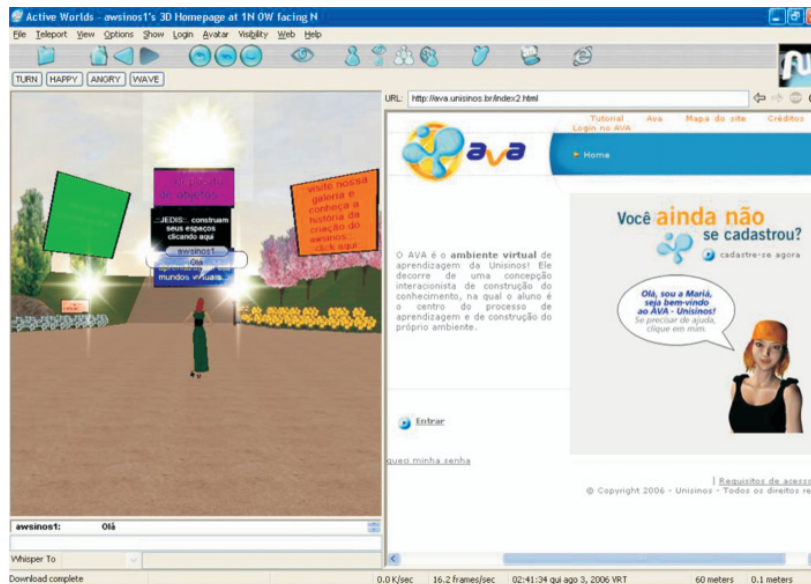 Active Worlds - awsinos1's 3D Homepage at 1N 0W facing N
File Teleport View Options Show Login Avatar Visibility Web Help
TURN HAPPY ANGRY WAVE
de objetos
.::JEDIS::. construam
seus espaços
clicando aqui
awsinos1
Olá
mundos virtuais
visite nossa
galeria e
conheça a
história da
criação do
awsinos...
click aqui
awsinos1: Olá
Whisper To
URL: http://ava.unisinos.br/index2.html
Tutorial Ava Mapa do site Créditos
Login no AVA
ava
Home
O AVA é o ambiente virtual de
aprendizagem da Unisinos! Ele
decorre de uma concepção
interacionista de construção do
conhecimento, na qual o aluno é
o centro do processo de
aprendizagem e de construção do
próprio ambiente.
Você ainda não
se cadastrou?
cadastre-se agora
Olá, sou a Mariá,
seja bem-vindo
ao AVA - Unisinos!
Se precisar de ajuda,
clique em mim.
Entrar
queci minha senha
| Requisitos de acesso
© Copyright 2006 - Unisinos - Todos os direitos re
Download complete 0.0 K/sec 16.2 frames/sec 02:41:34 qui ago 3, 2006 VRT 60 meters 0.1 meters